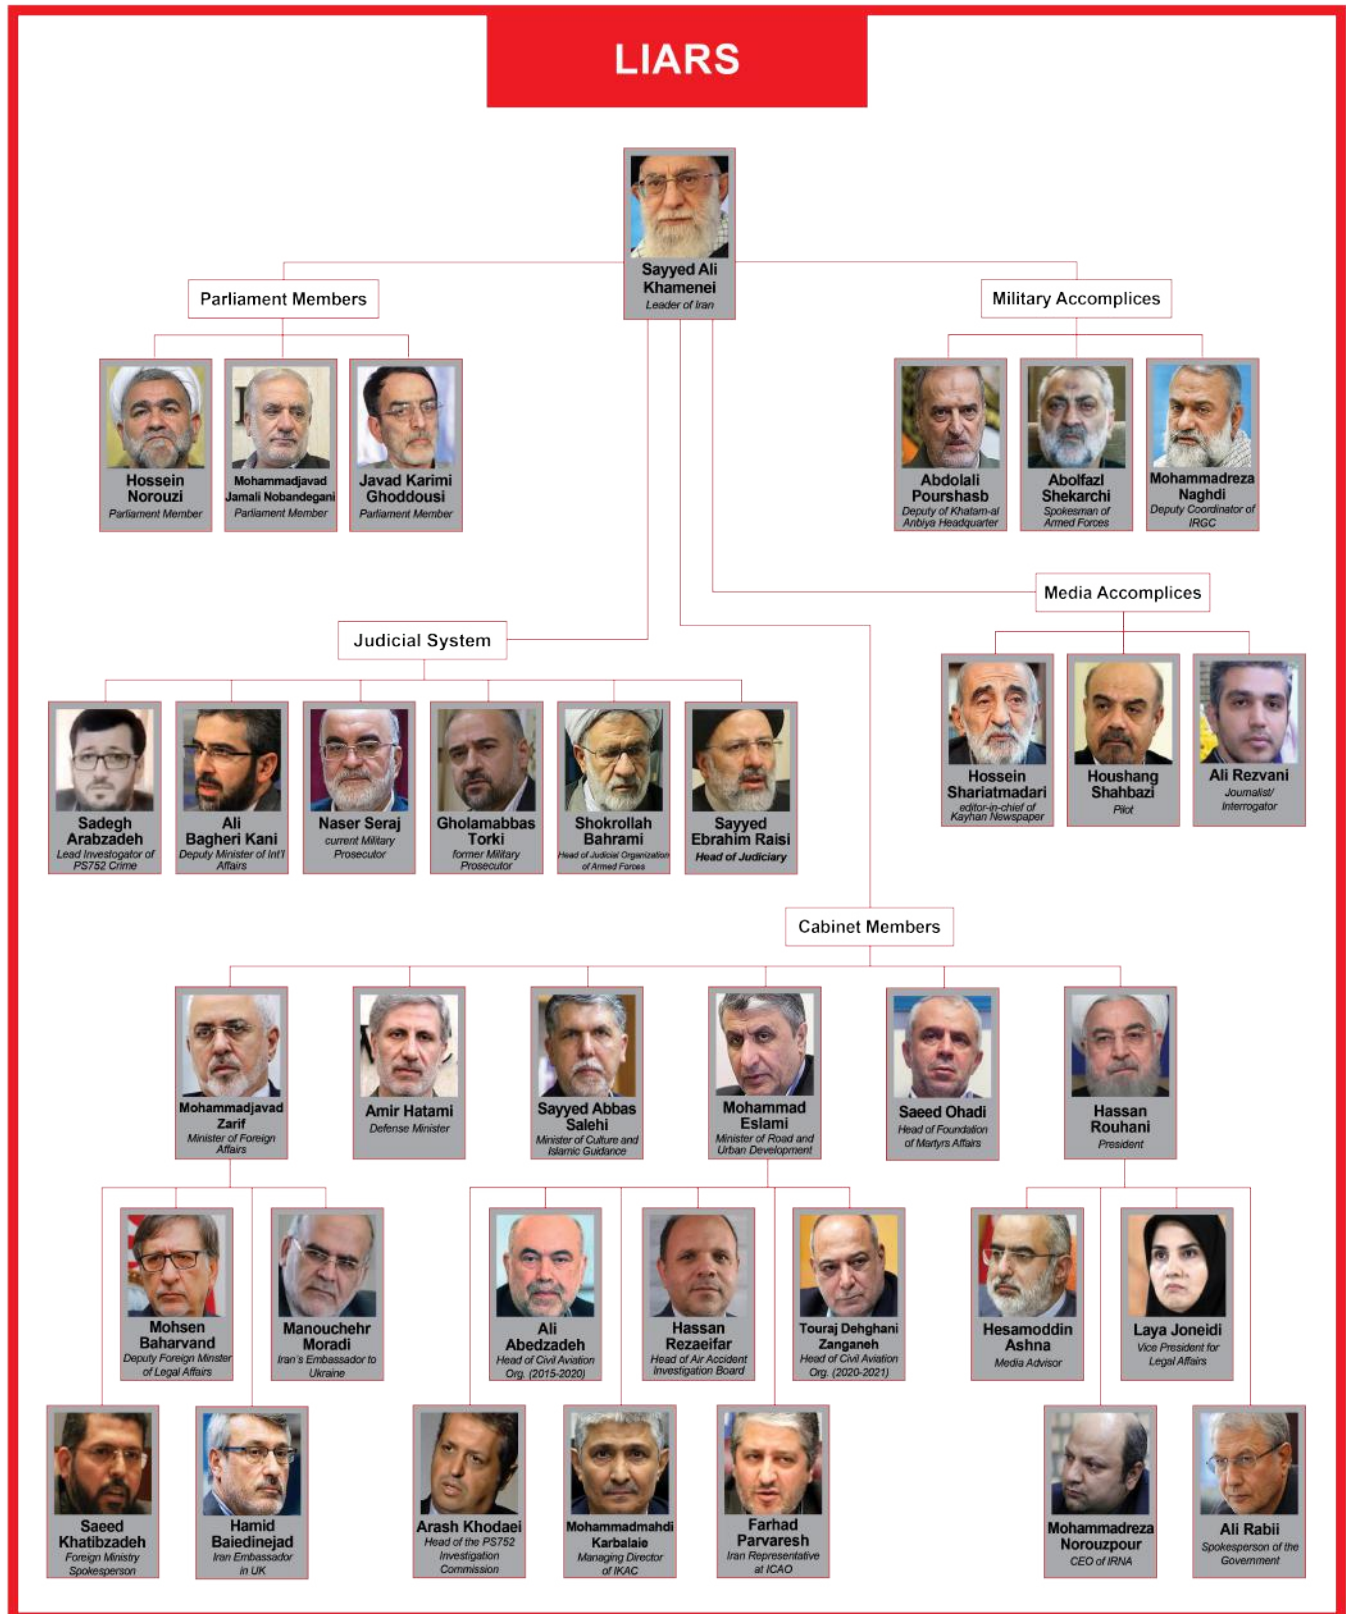 LIARS
Sayyed Ali
Khamenei
Leader of Iran
Parliament Members
Military Accomplices
Hossein
Norouzi
Parliament Member
Mohammadjavad
Jamali Nobandegani
Parliament Member
Javad Karimi
Ghoddousi
Parliament Member
Abdolali
Pourshasb
Deputy of Khatam-al
Anbiya Headquarter
Abolfazl
Shekarchi
Spokesman of
Armed Forces
Mohammadreza
Naghdi
Deputy Coordinator of
IRGC
Media Accomplices
Judicial System
Hossein
Shariatmadari
editor-in-chief of
Kayhan Newspaper
Houshang
Shahbazi
Pilot
Ali Rezvani
Journalist/
Interrogator
Sadegh
Arabzadeh
Lead Investogator of
PS752 Crime
Ali
Bagheri Kani
Deputy Minister of Int'l
Affairs
Naser Seraj
current Military
Prosecutor
Gholamabbas
Torki
former Military
Prosecutor
Shokrollah
Bahrami
Head of Judicial Organization
of Armed Forces
Sayyed
Ebrahim Raisi
Head of Judiciary
Cabinet Members
Mohammadjavad
Zarif
Minister of Foreign
Affairs
Amir Hatami
Defense Minister
Sayyed Abbas
Salehi
Minister of Culture and
Islamic Guidance
Mohammad
Eslami
Minister of Road and
Urban Development
Saeed Ohadi
Head of Foundation
of Martyrs Affairs
Hassan
Rouhani
President
Mohsen
Baharvand
Deputy Foreign Minster
of Legal Affairs
Manouchehr
Moradi
Iran's Embassador to
Ukraine
Ali
Abedzadeh
Head of Civil Aviation
Org. (2015-2020)
Hassan
Rezaeifar
Head of Air Accident
Investigation Board
Touraj Dehghani
Zanganeh
Head of Civil Aviation
Org. (2020-2021)
Hesamoddin
Ashna
Media Advisor
Laya Joneidi
Vice President for
Legal Affairs
Saeed
Khatibzadeh
Foreign Ministry
Spokesperson
Hamid
Baiedinejad
Iran Embassador
in UK
Arash Khodaei
Head of the PS752
Investigation
Commission
Mohammadmahdi
Karbalaie
Managing Director
of IKAC
Farhad
Parvaresh
Iran Representative
at ICAO
Mohammadreza
Norouzpour
CEO of IRNA
Ali Rabii
Spokesperson of the
Government